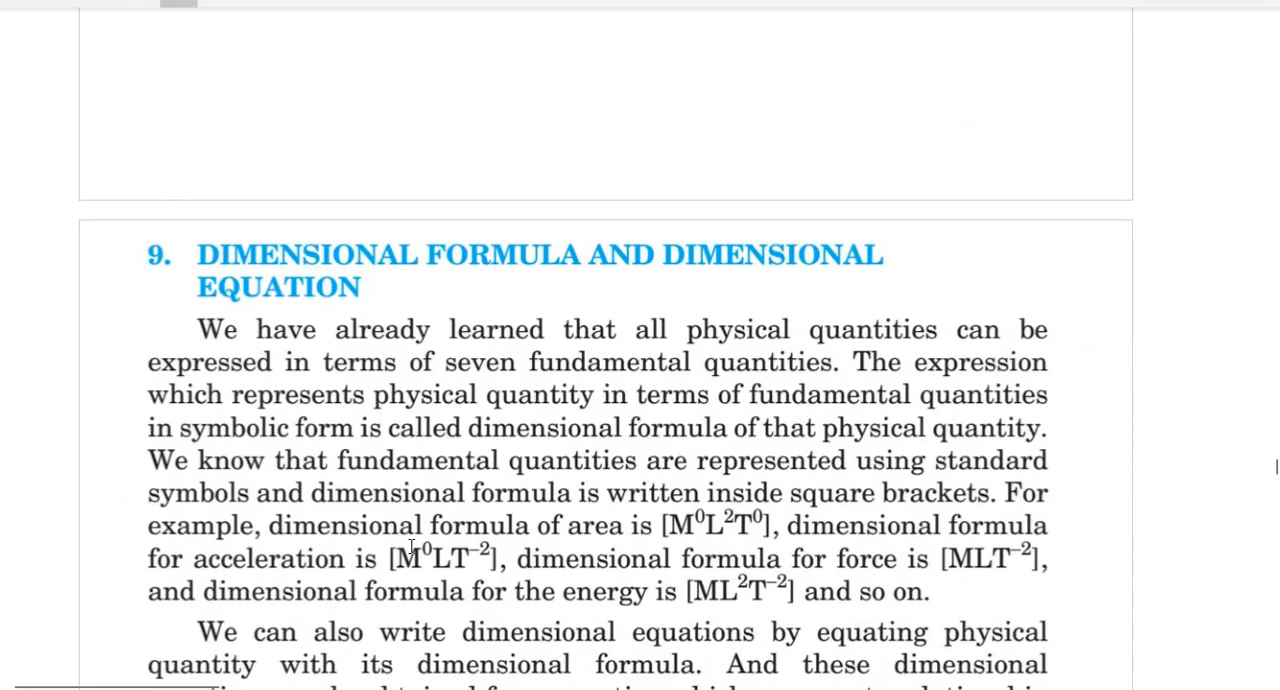 9. DIMENSIONAL FORMULA AND DIMENSIONAL
EQUATION
We have already learned that all physical quantities can be
expressed in terms of seven fundamental quantities. The expression
which represents physical quantity in terms of fundamental quantities
in symbolic form is called dimensional formula of that physical quantity.
We know that fundamental quantities are represented using standard
symbols and dimensional formula is written inside square brackets. For
example, dimensional formula of area is [M⁰L²T⁰], dimensional formula
for acceleration is [M⁰LT⁻²], dimensional formula for force is [MLT⁻²],
and dimensional formula for the energy is [ML²T⁻²] and so on.
We can also write dimensional equations by equating physical
quantity with its dimensional formula. And these dimensional